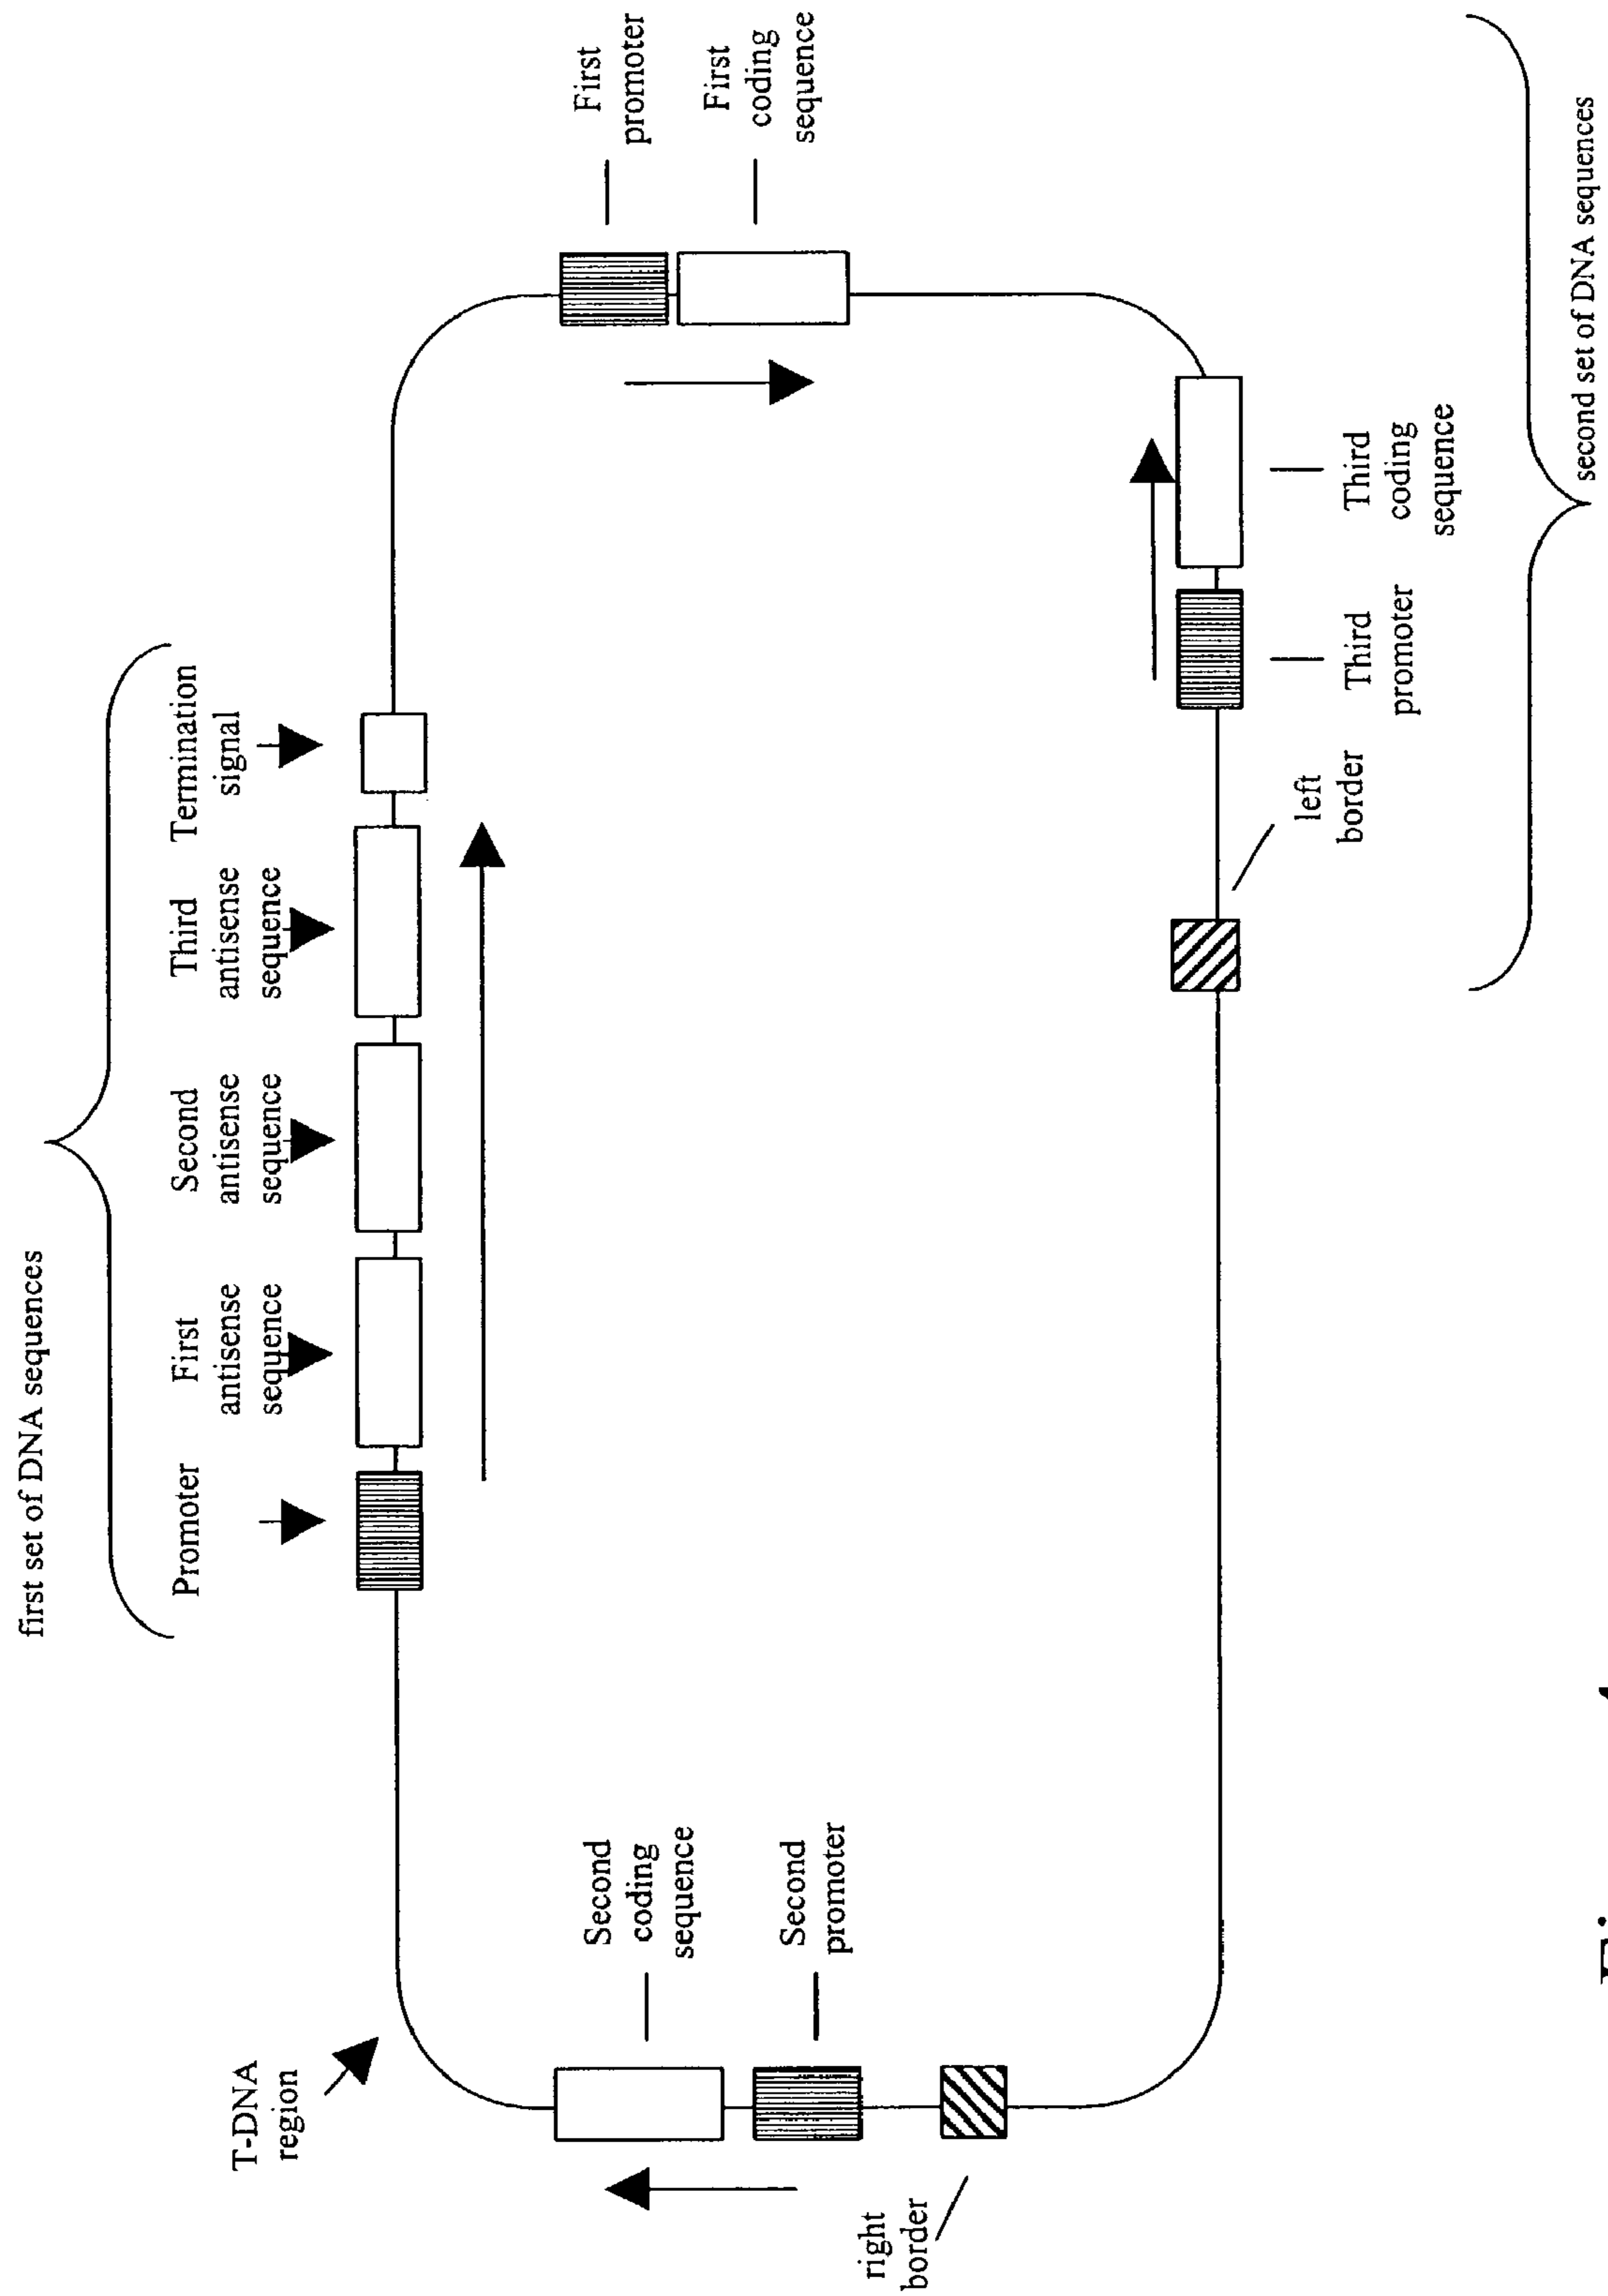 first set of DNA sequences
Promoter
First
antisense
sequence
Second
antisense
sequence
Third
antisense
sequence
Termination
signal
T-DNA
region
Second
coding
sequence
Second
promoter
right
border
First
promoter
First
coding
sequence
left
border
Third
promoter
Third
coding
sequence
second set of DNA sequences